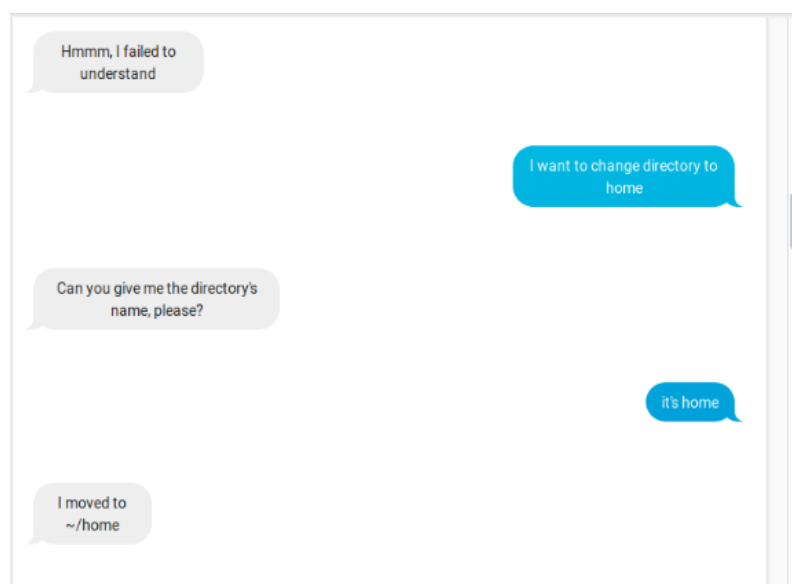 Hmmm, I failed to
understand
I want to change directory to
home
Can you give me the directory's
name, please?
it's home
I moved to
~/home